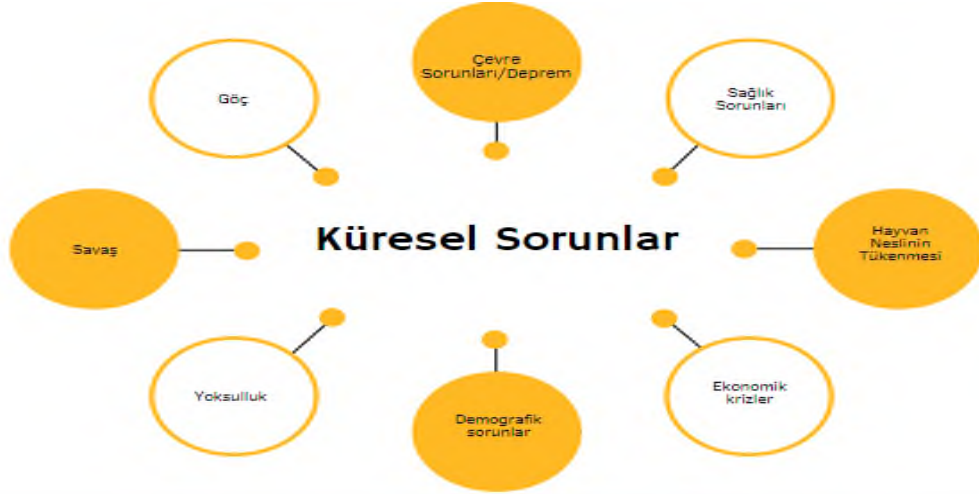 Çevre
Sorunları/Deprem
Göç
Sağlık
Sorunları
Küresel Sorunlar
Savaş
Hayvan
Neslinin
Tükenmesi
Yoksulluk
Ekonomik
krizler
Demografik
sorunlar